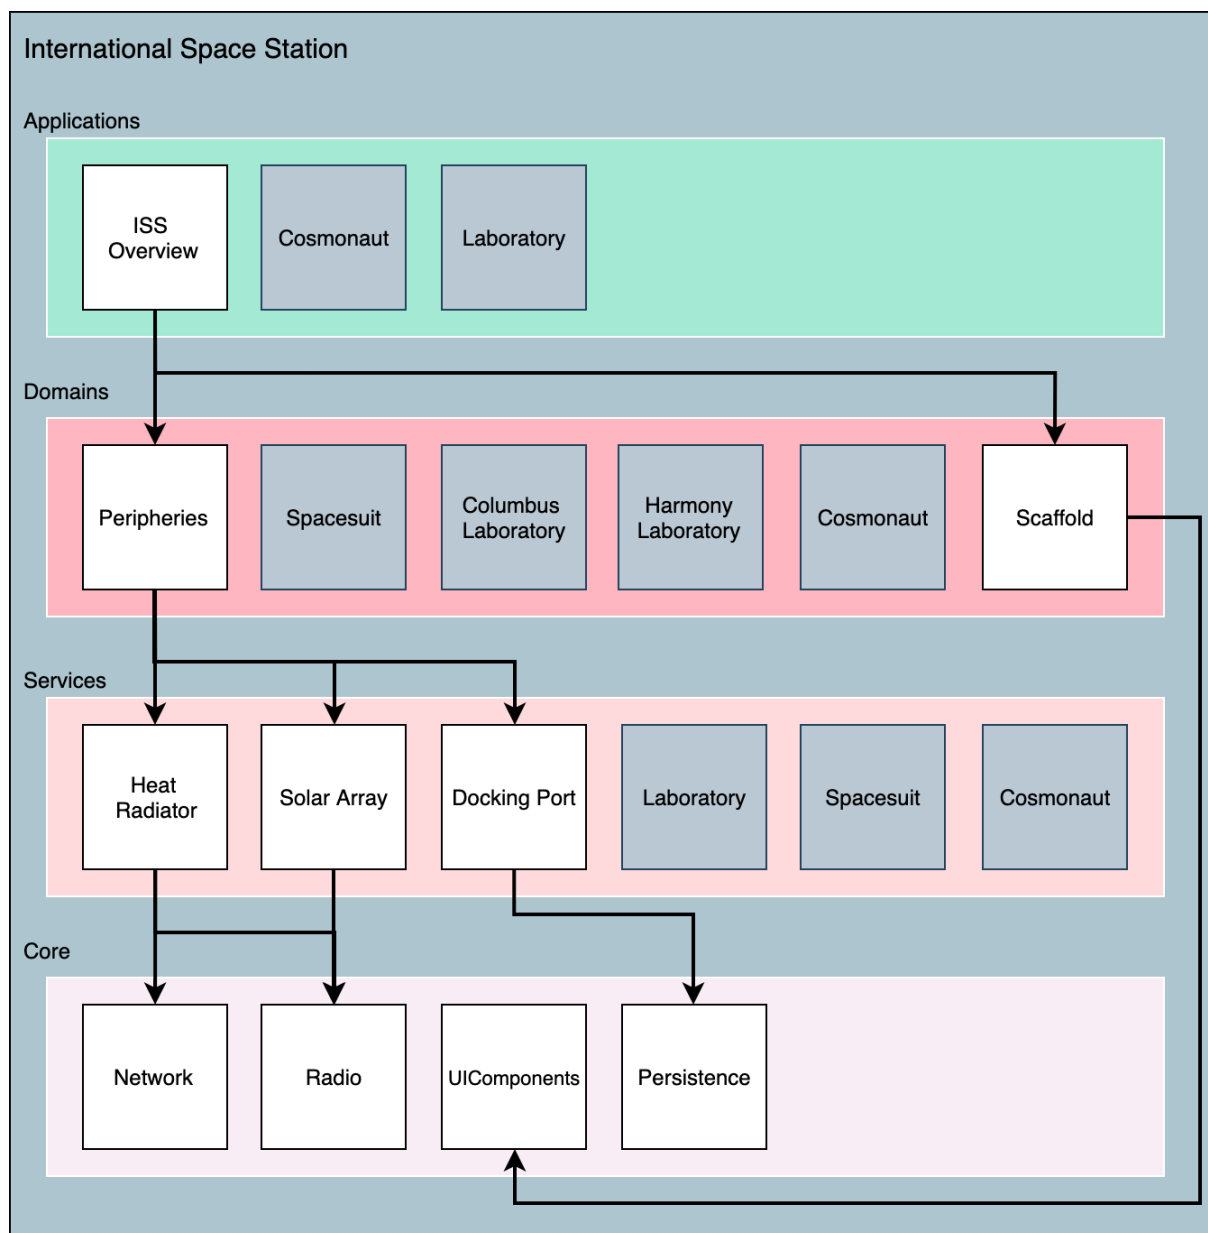 International Space Station
Applications
ISS
Overview
Cosmonaut
Laboratory
Domains
Peripheries
Spacesuit
Columbus
Laboratory
Harmony
Laboratory
Cosmonaut
Scaffold
Services
Heat
Radiator
Solar Array
Docking Port
Laboratory
Spacesuit
Cosmonaut
Core
Network
Radio
UIComponents
Persistence